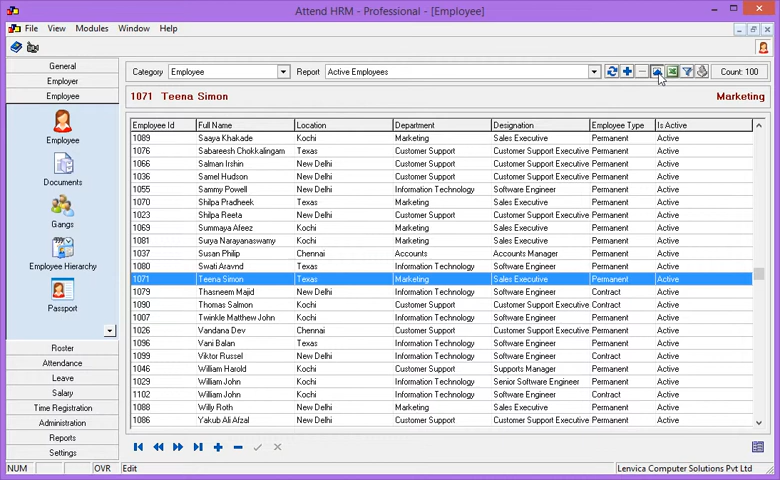 Attend HRM - Professional - [Employee]
File View Modules Window Help
General
Employer
Employee
Employee
Documents
Gangs
Employee Hierarchy
Passport
Roster
Attendance
Leave
Salary
Time Registration
Administration
Reports
Settings
Category Employee Report Active Employees Count: 100
1071 Teena Simon Marketing
Employee Id Full Name Location Department Designation Employee Type Is Active
1089 Saaya Khakade Kochi Marketing Sales Executive Permanent Active
1076 Sabareesh Chokkalingam Texas Customer Support Customer Support Executive Permanent Active
1066 Salman Irshin New Delhi Customer Support Customer Support Executive Permanent Active
1036 Samel Hudson New Delhi Customer Support Customer Support Executive Permanent Active
1055 Sammy Powell New Delhi Information Technology Software Engineer Permanent Active
1070 Shilpa Pradheek Texas Marketing Sales Executive Permanent Active
1023 Shilpa Reeta New Delhi Customer Support Customer Support Executive Permanent Active
1069 Summaya Afeez Kochi Marketing Sales Executive Permanent Active
1081 Surya Narayanaswamy Kochi Marketing Sales Executive Permanent Active
1037 Susan Philip Chennai Accounts Accounts Manager Permanent Active
1080 Swati Aravnd Texas Information Technology Software Engineer Permanent Active
1071 Teena Simon Texas Marketing Sales Executive Permanent Active
1079 Thasneem Majid New Delhi Information Technology Software Engineer Contract Active
1090 Thomas Salmon Kochi Customer Support Customer Support Executive Permanent Active
1007 Twinkle Matthew John Kochi Information Technology Software Engineer Permanent Active
1026 Vandana Dev Chennai Customer Support Customer Support Executive Permanent Active
1096 Vani Balan Texas Information Technology Software Engineer Permanent Active
1099 Viktor Russel New Delhi Information Technology Software Engineer Contract Active
1046 William Harold Kochi Customer Support Supports Manager Permanent Active
1029 William John Kochi Information Technology Senior Software Engineer Permanent Active
1102 William John Kochi Information Technology Software Engineer Contract Active
1088 Willy Roth New Delhi Marketing Sales Executive Permanent Active
1086 Yakub Ali Afzal Kochi Customer Support Customer Support Executive Permanent Active
NUM OVR Edit Lenvica Computer Solutions Pvt Ltd